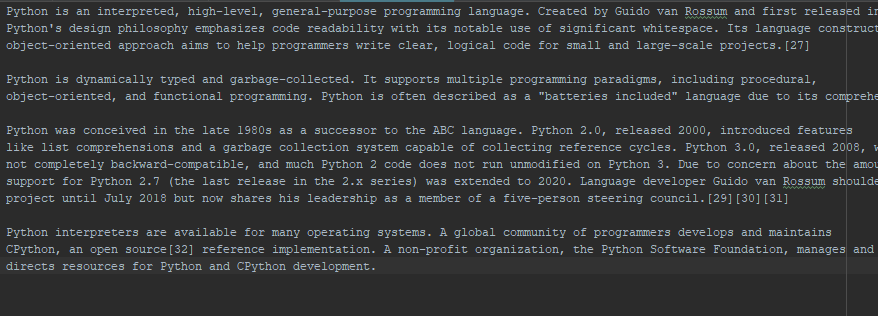 Python is an interpreted, high-level, general-purpose programming language. Created by Guido van Rossum and first released in
Python's design philosophy emphasizes code readability with its notable use of significant whitespace. Its language construct
object-oriented approach aims to help programmers write clear, logical code for small and large-scale projects.[27]
Python is dynamically typed and garbage-collected. It supports multiple programming paradigms, including procedural,
object-oriented, and functional programming. Python is often described as a "batteries included" language due to its comprehe
Python was conceived in the late 1980s as a successor to the ABC language. Python 2.0, released 2000, introduced features
like list comprehensions and a garbage collection system capable of collecting reference cycles. Python 3.0, released 2008, w
not completely backward-compatible, and much Python 2 code does not run unmodified on Python 3. Due to concern about the amou
support for Python 2.7 (the last release in the 2.x series) was extended to 2020. Language developer Guido van Rossum shoulde
project until July 2018 but now shares his leadership as a member of a five-person steering council.[29][30][31]
Python interpreters are available for many operating systems. A global community of programmers develops and maintains
CPython, an open source[32] reference implementation. A non-profit organization, the Python Software Foundation, manages and
directs resources for Python and CPython development.